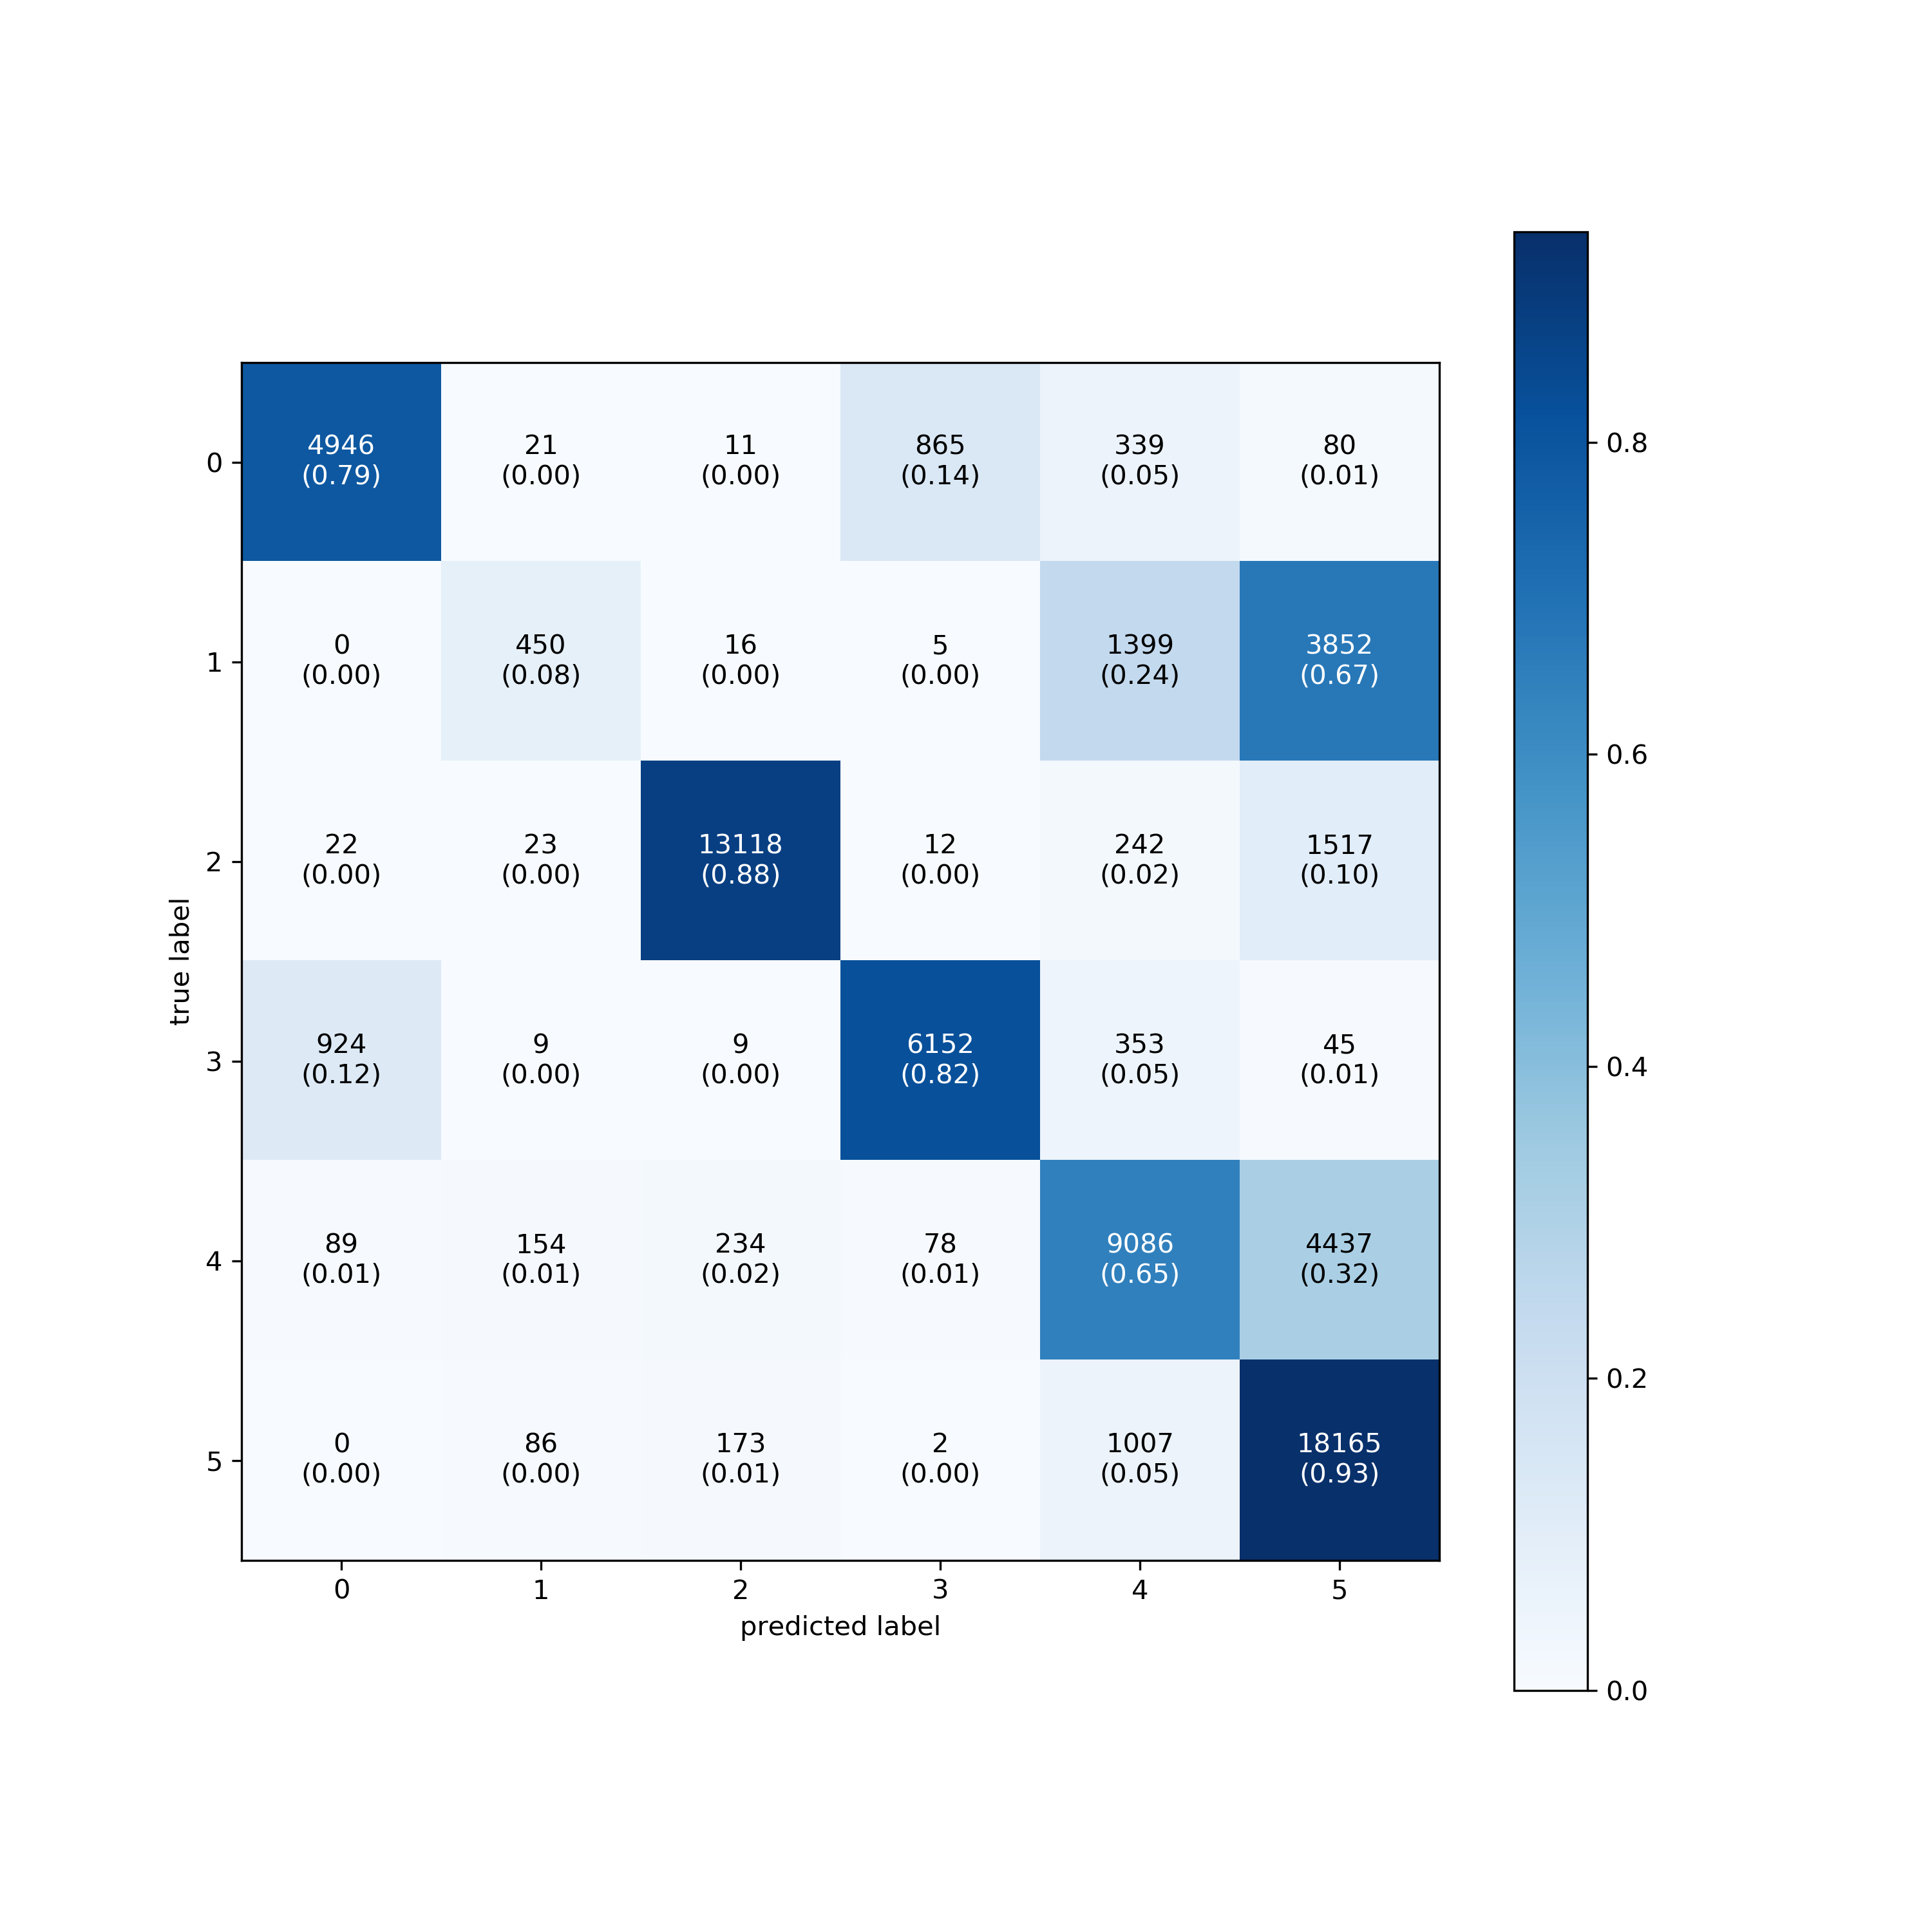 0
4946 21 11 865 339 80
(0.79) (0.00) (0.00) (0.14) (0.05) (0.01)
1
0 450 16 5 1399 3852
(0.00) (0.08) (0.00) (0.00) (0.24) (0.67)
2
22 23 13118 12 242 1517
(0.00) (0.00) (0.88) (0.00) (0.02) (0.10)
3
924 9 9 6152 353 45
(0.12) (0.00) (0.00) (0.82) (0.05) (0.01)
4
89 154 234 78 9086 4437
(0.01) (0.01) (0.02) (0.01) (0.65) (0.32)
5
0 86 173 2 1007 18165
(0.00) (0.00) (0.01) (0.00) (0.05) (0.93)
true label
0 1 2 3 4 5
predicted label
0.8
0.6
0.4
0.2
0.0